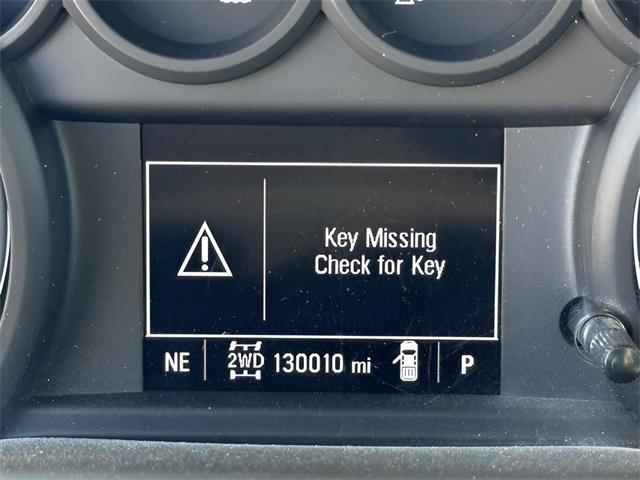 Key Missing
Check for Key
NE 2WD 130010 mi P